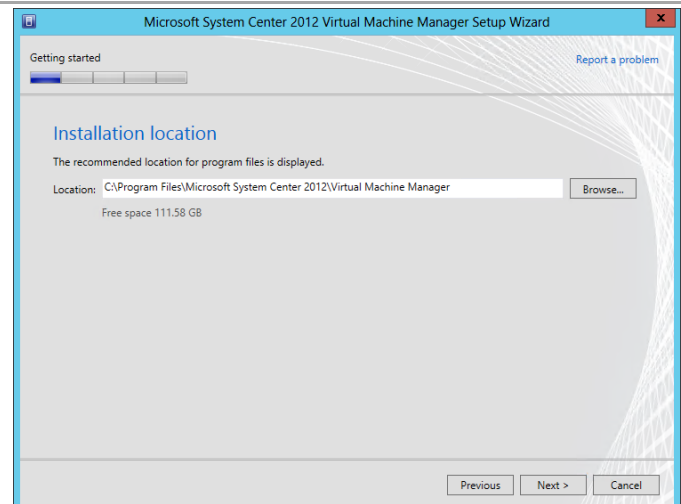 Microsoft System Center 2012 Virtual Machine Manager Setup Wizard
x
Getting started
Report a problem
Installation location
The recommended location for program files is displayed.
Location: C:\Program Files\Microsoft System Center 2012\Virtual Machine Manager Browse...
Free space 111.58 GB
Previous Next > Cancel